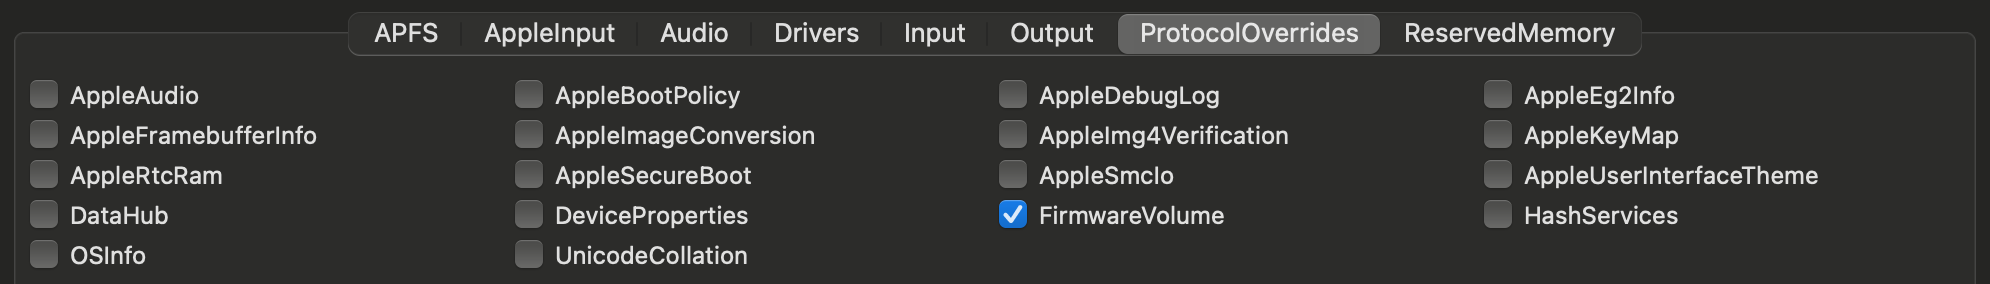 APFS AppleInput Audio Drivers Input Output ProtocolOverrides ReservedMemory
AppleAudio AppleBootPolicy AppleDebugLog AppleEg2Info
AppleFramebufferInfo AppleImageConversion AppleImg4Verification AppleKeyMap
AppleRtcRam AppleSecureBoot AppleSmcIo AppleUserInterfaceTheme
DataHub DeviceProperties FirmwareVolume HashServices
OSInfo UnicodeCollation